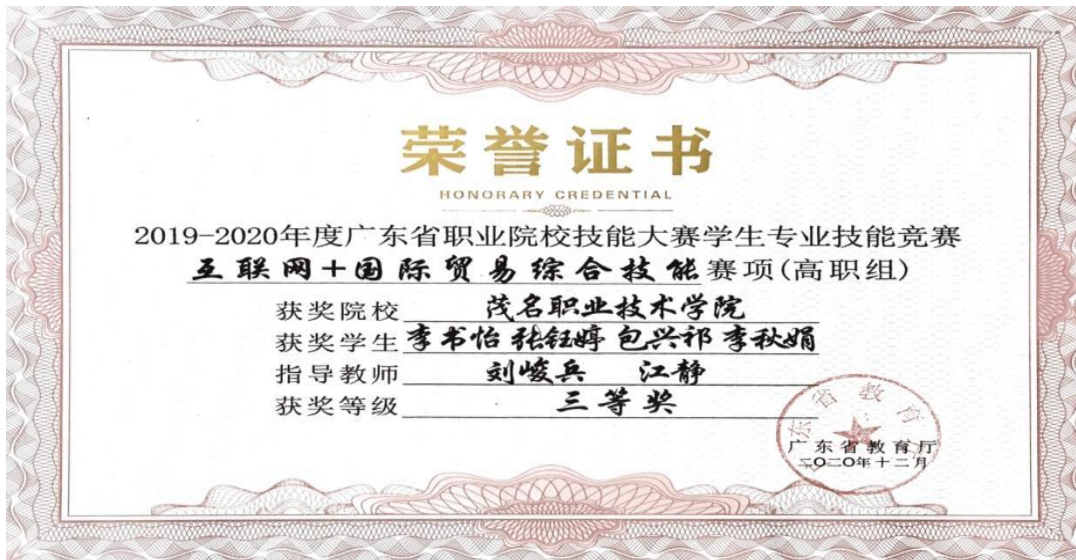 荣誉证书
HONORARY CREDENTIAL
2019-2020年度广东省职业院校技能大赛学生专业技能竞赛
互联网+国际贸易综合技能赛项(高职组)
获奖院校 茂名职业技术学院
获奖学生 李书怡 张钰婷 包兴祁 李秋娟
指导教师 刘峻兵 江静
获奖等级 三等奖
广东省教育厅
二〇二〇年十二月